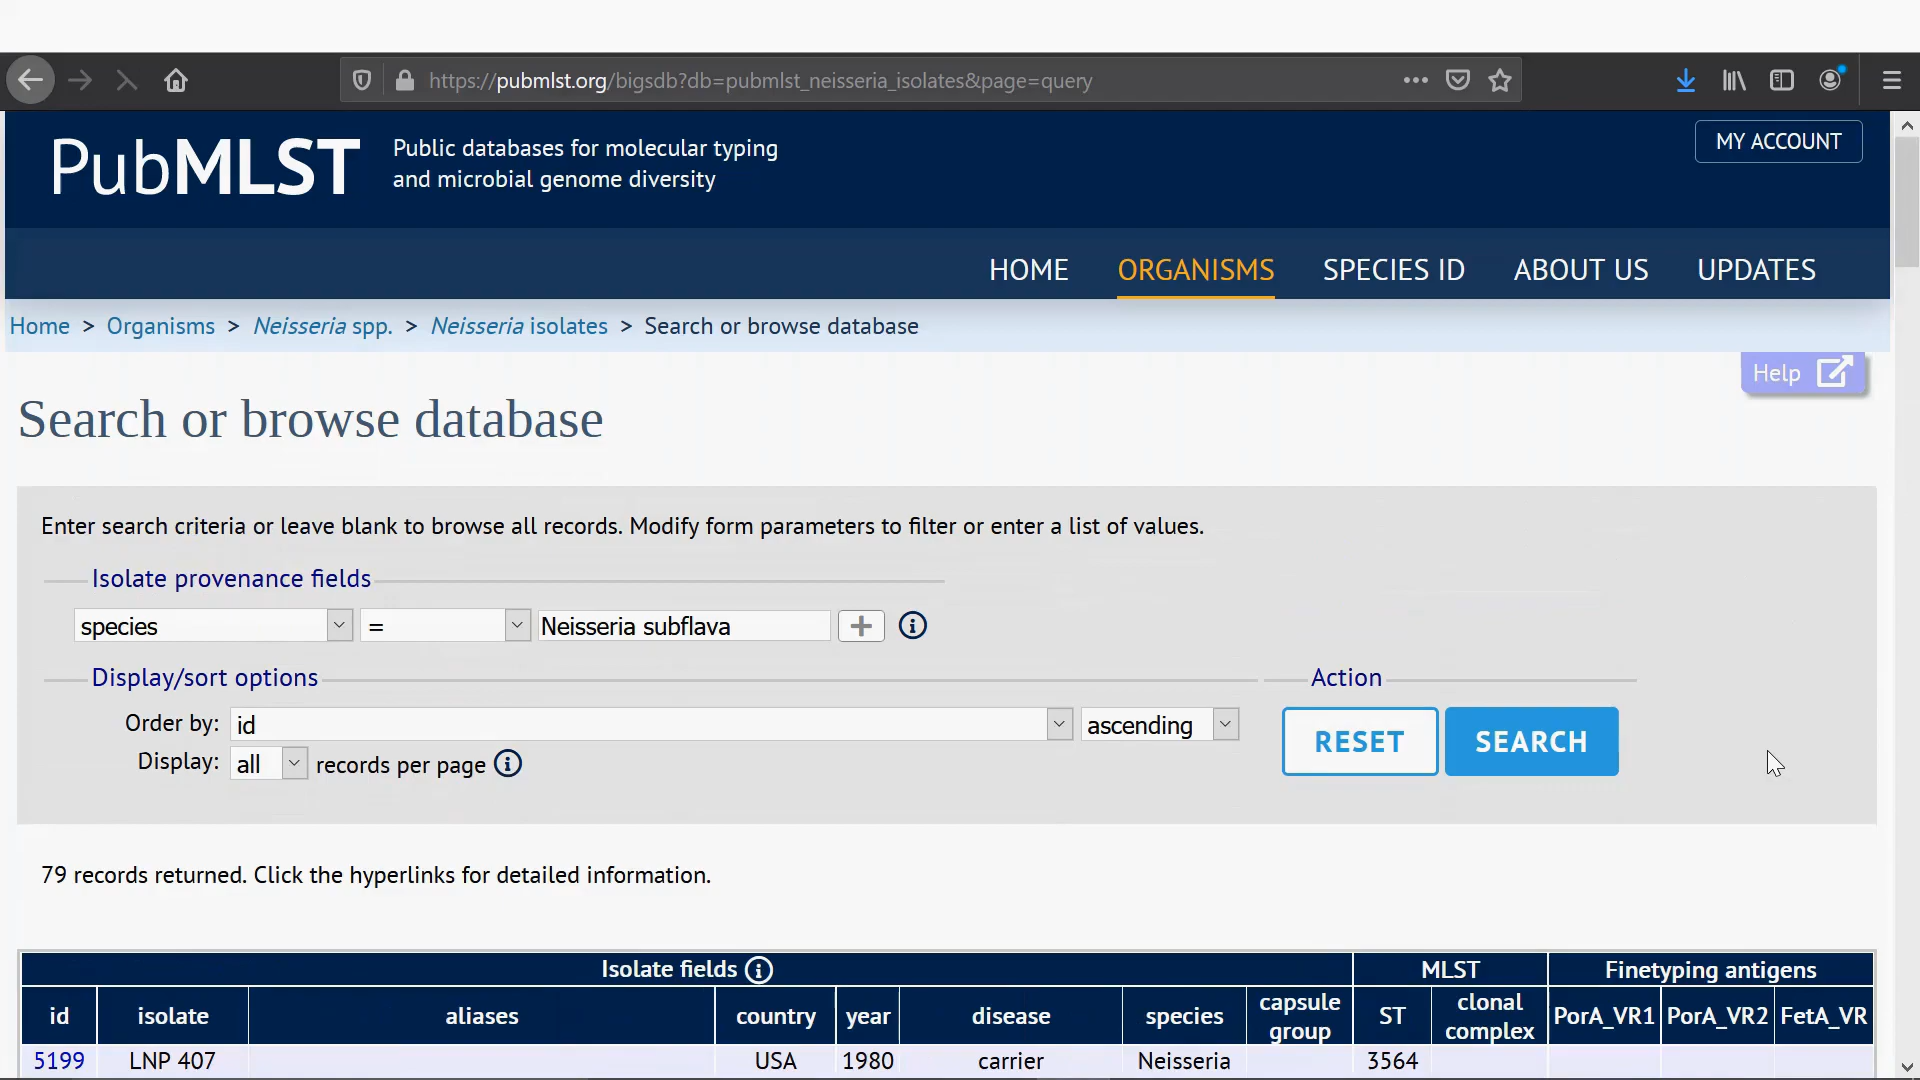 https://pubmlst.org/bigsdb?db=pubmlst_neisseria_isolates&page=query
PubMLST
Public databases for molecular typing
and microbial genome diversity
MY ACCOUNT
HOME ORGANISMS SPECIES ID ABOUT US UPDATES
Home > Organisms > Neisseria spp. > Neisseria isolates > Search or browse database
Help
Search or browse database
Enter search criteria or leave blank to browse all records. Modify form parameters to filter or enter a list of values.
Isolate provenance fields
species = Neisseria subflava +
Display/sort options Action
Order by: id ascending RESET SEARCH
Display: all records per page
79 records returned. Click the hyperlinks for detailed information.
Isolate fields MLST Finetyping antigens
id isolate aliases country year disease species capsule group ST clonal complex PorA_VR1 PorA_VR2 FetA_VR
5199 LNP 407 USA 1980 carrier Neisseria 3564